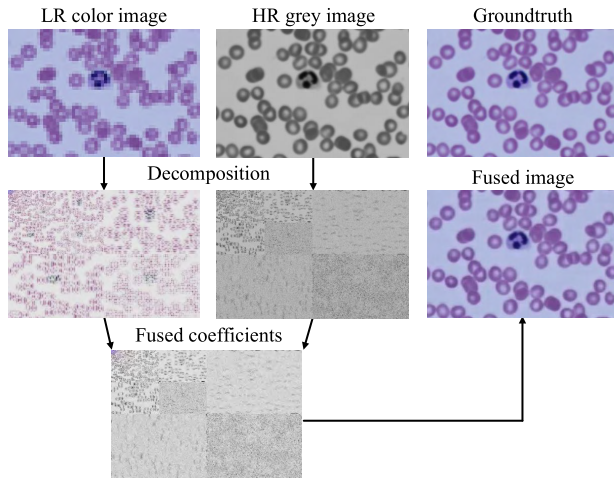 LR color image
HR grey image
Groundtruth
Decomposition
Fused image
Fused coefficients